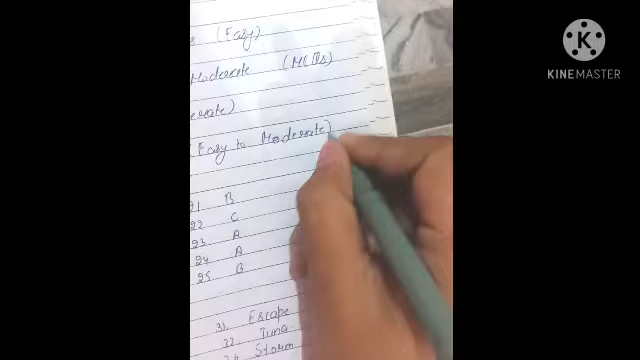 (Easy)
Moderate (MCQs)
erate)
(Easy to Moderate)
21 B
22 C
23 A
24 A
25 B
31. Escape
32. Tuna
Storm
K
KINEMASTER